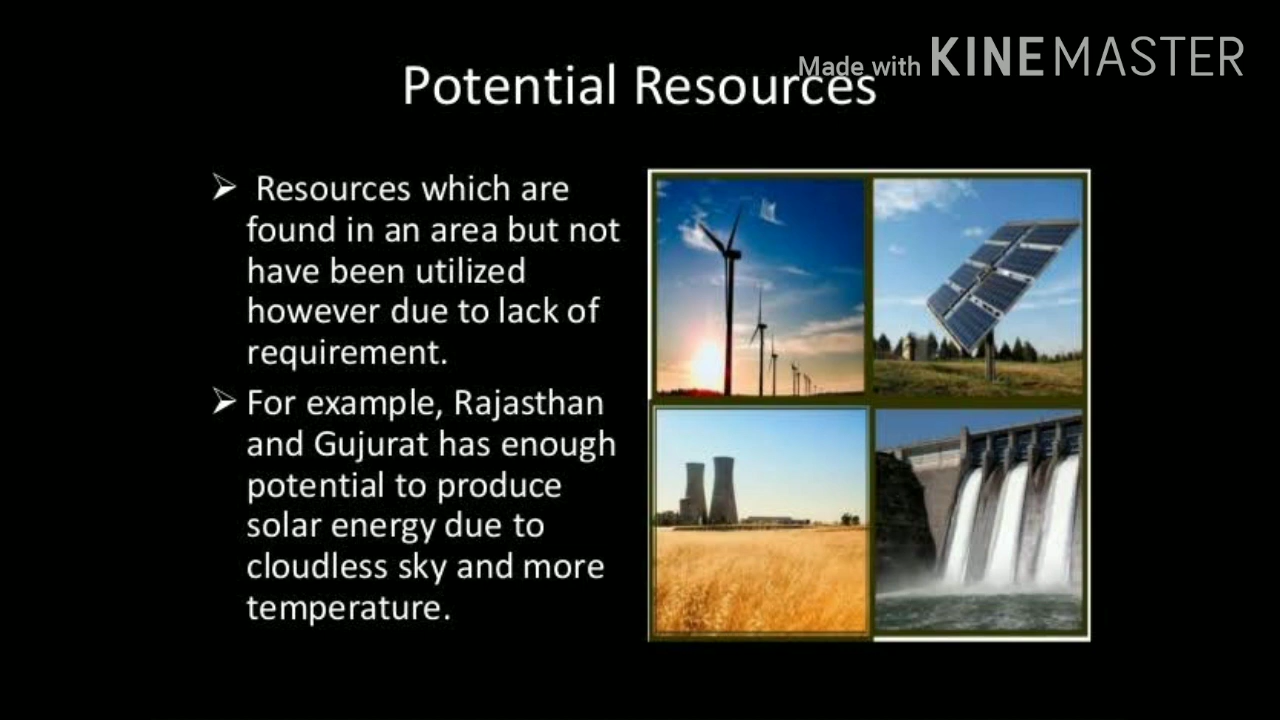 Made with KINEMASTER
Potential Resources
➢ Resources which are
found in an area but not
have been utilized
however due to lack of
requirement.
➢ For example, Rajasthan
and Gujurat has enough
potential to produce
solar energy due to
cloudless sky and more
temperature.